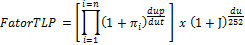 FatorTLP = [∏_{i=1}^{i=n} (1 + π_i)^{dup/dut}] x (1 + J)^{du/252}